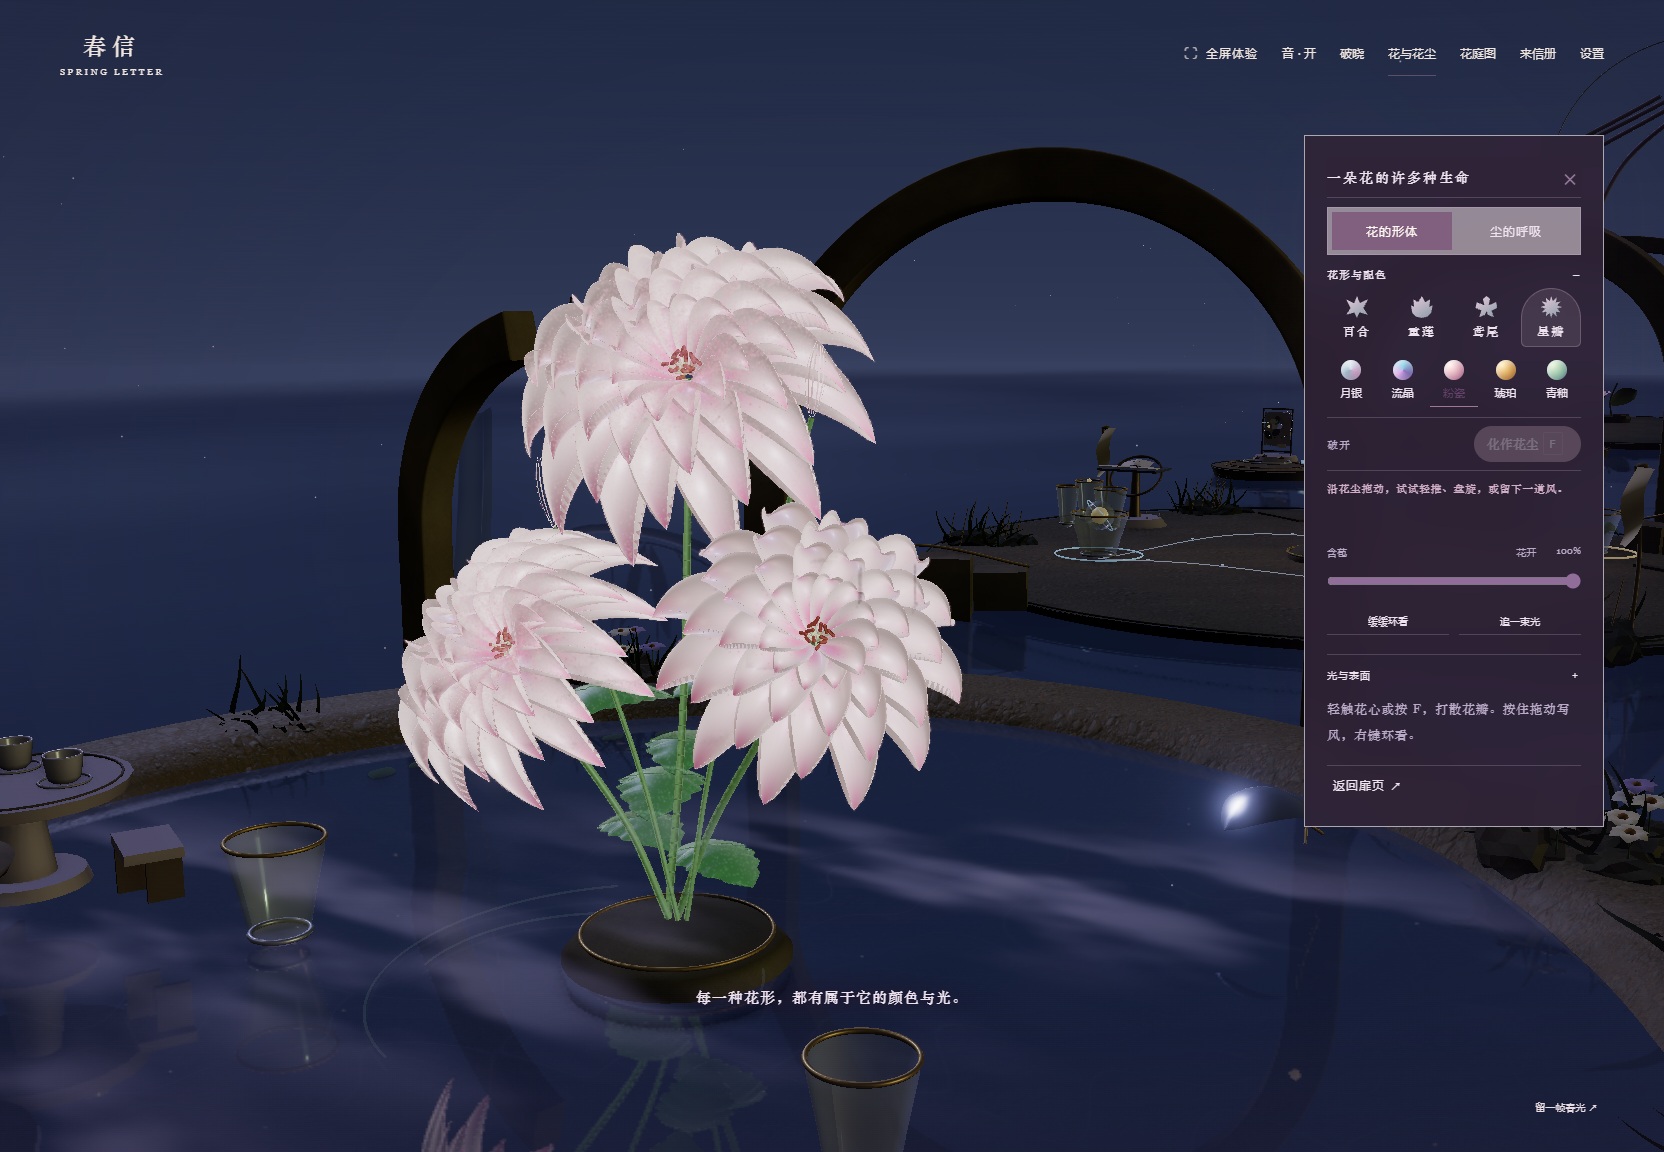 春信
SPRING LETTER
全屏体验 音·开 破晓 花与花尘 花庭图 来信册 设置
一朵花的许多种生命 ×
花的形体 尘的呼吸
花形与配色 −
百合 重莲 鸢尾 星瓣
月银 流晶 粉瓷 琥珀 青釉
破开 化作花尘 F
沿花尘拖动，试试轻推、盘旋，或留下一道风。
含苞 花开 100%
缓缓环看 追一束光
光与表面 +
轻触花心或按 F，打散花瓣。按住拖动写
风，右键环看。
返回扉页 ↗
每一种花形，都有属于它的颜色与光。
留一帧春光 ↗